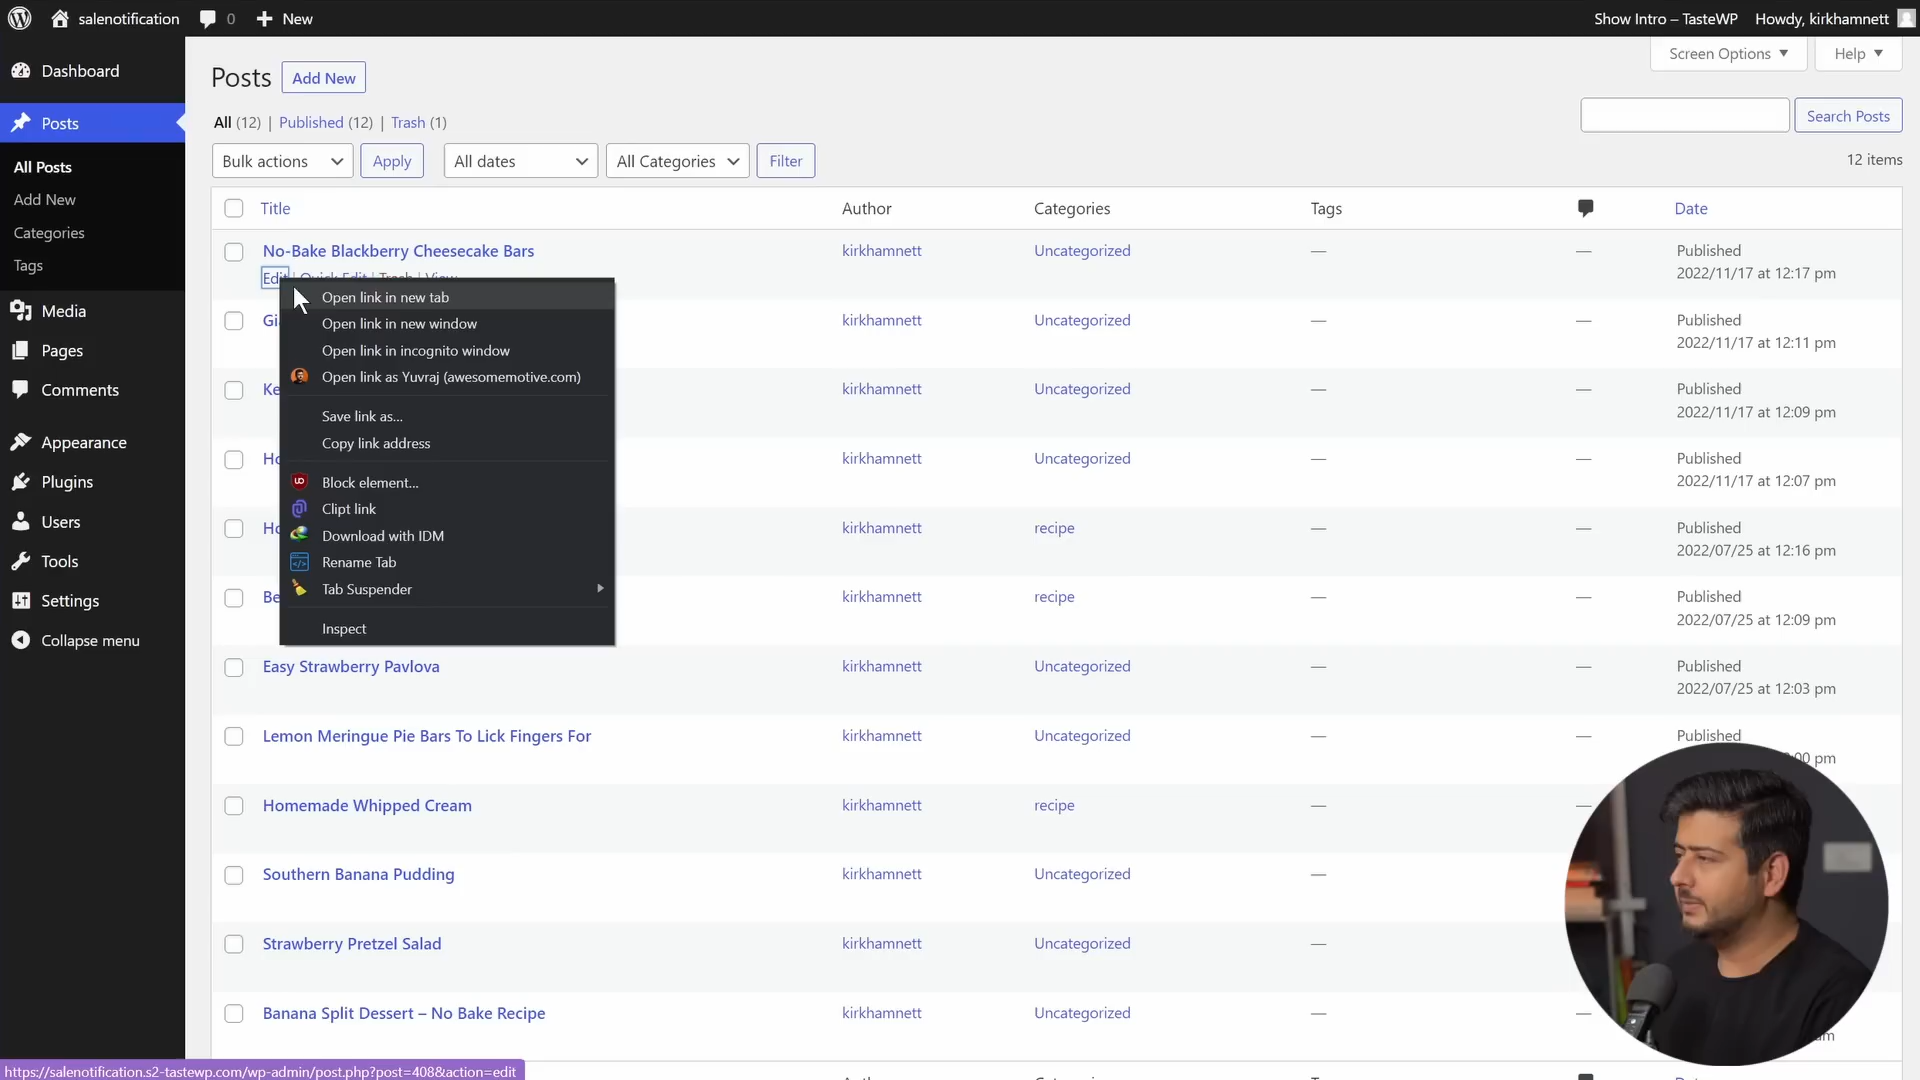 salenotification 0 New Show Intro – TasteWP Howdy, kirkhamnett
Dashboard
Posts
All Posts
Add New
Categories
Tags
Media
Pages
Comments
Appearance
Plugins
Users
Tools
Settings
Collapse menu
Screen Options Help
Posts Add New
All (12) | Published (12) | Trash (1)
Search Posts
Bulk actions Apply All dates All Categories Filter
12 items
Title Author Categories Tags Date
No-Bake Blackberry Cheesecake Bars kirkhamnett Uncategorized — — Published
2022/11/17 at 12:17 pm
Edit | Quick Edit | Trash | View
Open link in new tab
Open link in new window
Open link in incognito window
Open link as Yuvraj (awesomemotive.com)
Save link as...
Copy link address
Block element...
Clipt link
Download with IDM
Rename Tab
Tab Suspender
Inspect
kirkhamnett Uncategorized — — Published
2022/11/17 at 12:11 pm
kirkhamnett Uncategorized — — Published
2022/11/17 at 12:09 pm
kirkhamnett Uncategorized — — Published
2022/11/17 at 12:07 pm
kirkhamnett recipe — — Published
2022/07/25 at 12:16 pm
kirkhamnett recipe — — Published
2022/07/25 at 12:09 pm
Easy Strawberry Pavlova kirkhamnett Uncategorized — — Published
2022/07/25 at 12:03 pm
Lemon Meringue Pie Bars To Lick Fingers For kirkhamnett Uncategorized — — Published
pm
Homemade Whipped Cream kirkhamnett recipe — —
Southern Banana Pudding kirkhamnett Uncategorized —
Strawberry Pretzel Salad kirkhamnett Uncategorized —
Banana Split Dessert – No Bake Recipe kirkhamnett Uncategorized — —
https://salenotification.s2-tastewp.com/wp-admin/post.php?post=408&action=edit